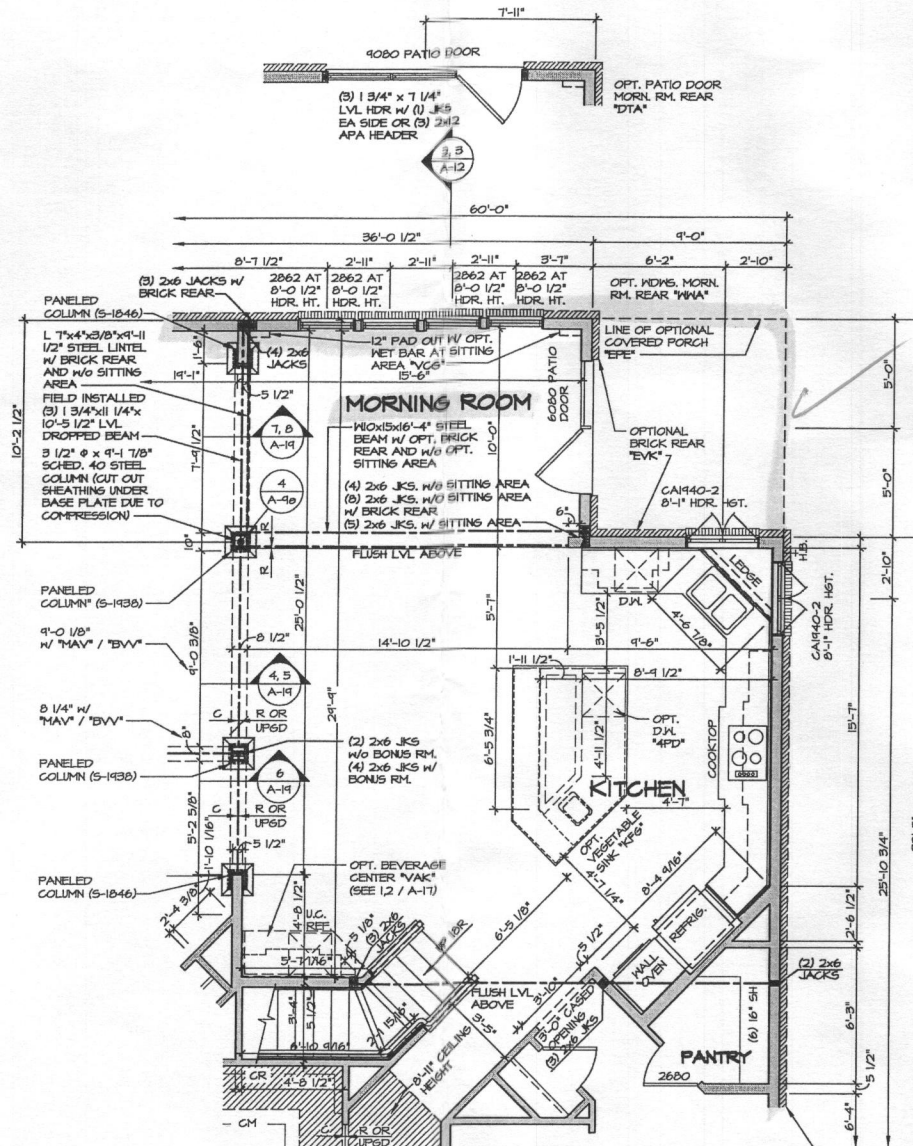 7'-11"
9080 PATIO DOOR
(3) 1 3/4" x 7 1/4"
LVL HDR W/ (1) JKS
EA SIDE OR (3) 2x12
APA HEADER
OPT. PATIO DOOR
MORN. RM. REAR
"DTA"
A-12
60'-0"
36'-0 1/2"
9'-0"
8'-7 1/2"
2'-11"
2'-11"
2'-11"
3'-7"
6'-2"
2'-10"
(3) 2x6 JACKS W/
BRICK REAR
2862 AT
8'-0 1/2"
HDR. HT.
2862 AT
8'-0 1/2"
HDR. HT.
2862 AT
8'-0 1/2"
HDR. HT.
2862 AT
8'-0 1/2"
HDR. HT.
OPT. WDWS. MORN.
RM. REAR "WWA"
PANELED
COLUMN (S-1846)
LINE OF OPTIONAL
COVERED PORCH
"EPE"
L 7"x4"x3/8"x9'-11
1/2" STEEL LINTEL
W/ BRICK REAR
AND W/o SITTING
AREA
FIELD INSTALLED
(3) 1 3/4"x11 1/4"x
10'-5 1/2" LVL
DROPPED BEAM
3 1/2" Φ x 9'-1 7/8"
SCHED. 40 STEEL
COLUMN (CUT OUT
SHEATHING UNDER
BASE PLATE DUE TO
COMPRESSION)
10'-2 1/2"
(4) 2x6
JACKS
12" PAD OUT W/ OPT.
WET BAR AT SITTING
AREA "VCG"
19'-1"
15'-6"
5 1/2"
7'-9 1/2"
MORNING ROOM
6080 PATIO
DOOR
5'-0"
7, 8
A-19
W10x15x16'-4" STEEL
BEAM W/ OPT. BRICK
REAR AND W/o OPT.
SITTING AREA
10'-0"
OPTIONAL
BRICK REAR
"EVK"
4
(4) 2x6 JKS. W/o SITTING AREA
(8) 2x6 JKS. W/O SITTING AREA
W/ BRICK REAR
(5) 2x6 JKS. W/ SITTING AREA
6"
CA1940-2
8'-1" HDR. HGT.
5'-0"
10"
R
R
FLUSH LVL ABOVE
H.B.
2'-10"
PANELED
COLUMN" (S-1938)
D.W.
LEDGE
CA1940-2
8'-1" HDR. HGT.
5'-7"
3'-5 1/2"
4'-6 7/8"
25'-0 1/2"
9'-0 1/8"
W/ "MAV" / "BVV"
9'-0 3/8"
8 1/2"
14'-10 1/2"
9'-6"
1'-11 1/2"
8'-9 1/2"
4, 5
A-19
29'-9"
15'-7"
8 1/4" W/
"MAV" / "BVV"
C
R OR
UPGD
6'-5 3/4"
4'-11 1/2"
OPT.
D.W.
"4PD"
COOKTOP
8"
(2) 2x6 JKS
W/o BONUS RM.
(4) 2x6 JKS W/
BONUS RM.
PANELED
COLUMN (S-1938)
6
A-19
KITCHEN
4'-7"
C
R OR
UPGD
5'-2 5/8"
1'-10 1/16"
5 1/2"
OPT.
VEGETABLE
SINK "KFG"
4'-7 1/4"
8'-4 9/16"
25'-10 3/4"
PANELED
COLUMN (S-1846)
OPT. BEVERAGE
CENTER "VAK"
(SEE 1,2 / A-17)
2'-4 3/8"
4'-8 1/2"
U.C.
REF.
5 1/8"
(3) 2x6
JACKS
18R
6'-5 1/8"
5 1/2"
REFRIG.
WALL
OVEN
2'-6 1/2"
5'-7 1/16"
FLUSH LVL
ABOVE
3'-10"
(2) 2x6
JACKS
3'-4"
5 1/2"
3'-5"
3'-0" CASED
OPENING
(3) 2x6 JKS
(6) 16" SH
6'-3"
6'-10 9/16"
8'-11" CEILING
HEIGHT
PANTRY
2680
5 1/2"
CR
4'-8 1/2"
CM
C
R OR
UPGD
6'-4"